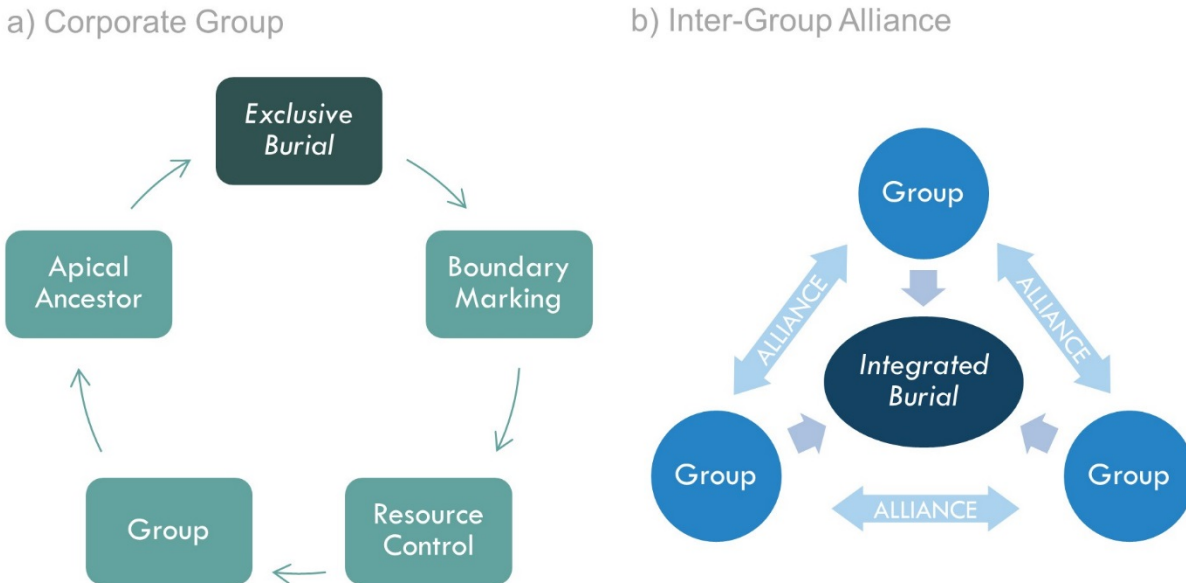 a) Corporate Group
Exclusive
Burial
Apical
Ancestor
Boundary
Marking
Group
Resource
Control
b) Inter-Group Alliance
Group
ALLIANCE
ALLIANCE
Integrated
Burial
Group
Group
ALLIANCE